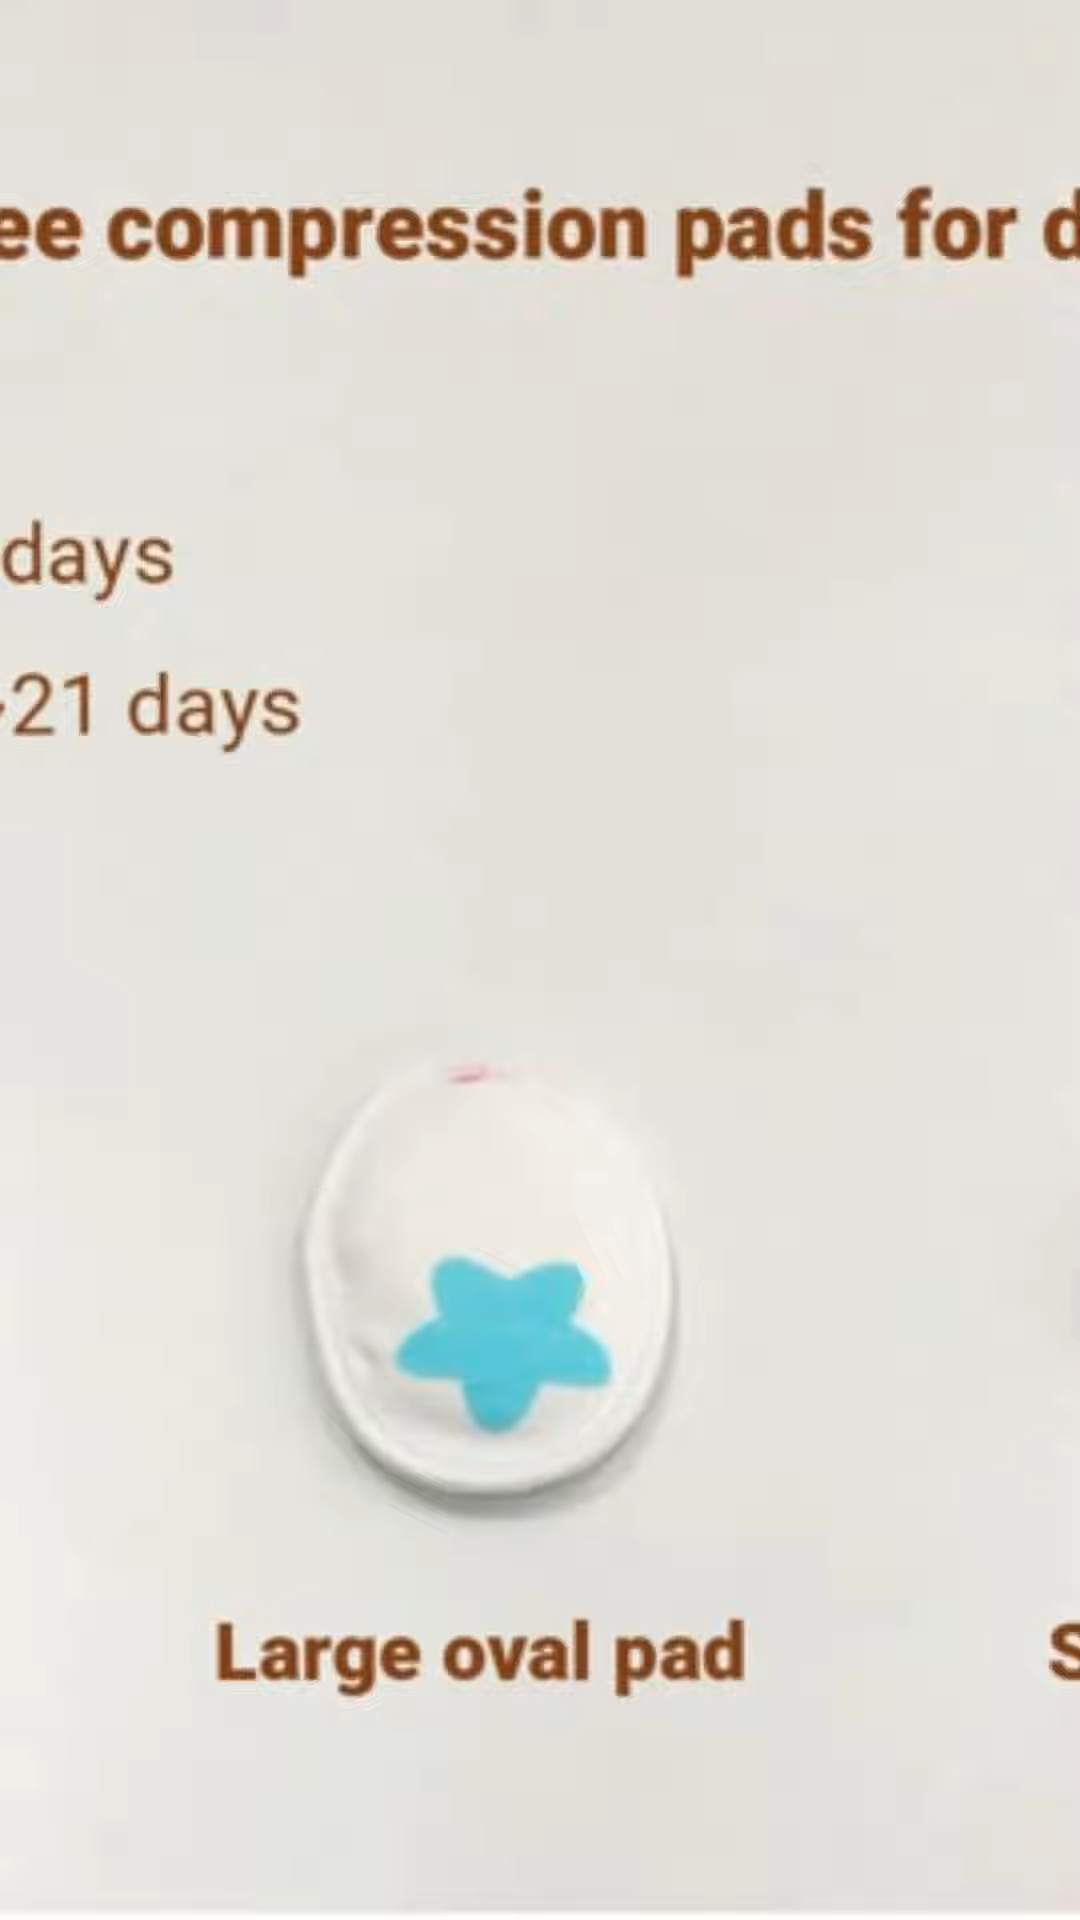 ee compression pads for d
days
21 days
Large oval pad
S